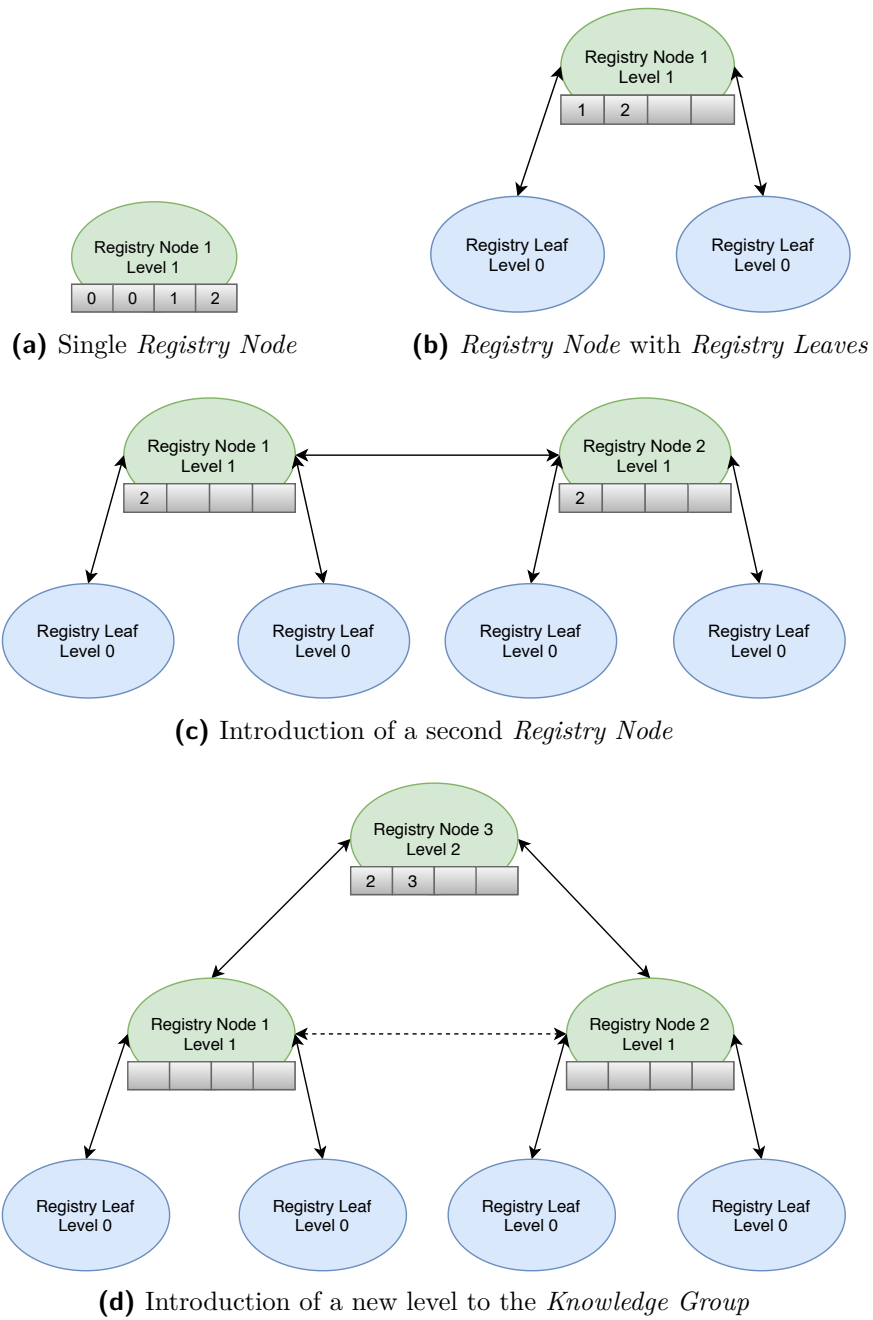 Registry Node 1
Level 1
1 2
Registry Leaf
Level 0
Registry Leaf
Level 0
Registry Node 1
Level 1
0 0 1 2
(a) Single Registry Node
(b) Registry Node with Registry Leaves
Registry Node 1
Level 1
2
Registry Node 2
Level 1
2
Registry Leaf
Level 0
Registry Leaf
Level 0
Registry Leaf
Level 0
Registry Leaf
Level 0
(c) Introduction of a second Registry Node
Registry Node 3
Level 2
2 3
Registry Node 1
Level 1
Registry Node 2
Level 1
Registry Leaf
Level 0
Registry Leaf
Level 0
Registry Leaf
Level 0
Registry Leaf
Level 0
(d) Introduction of a new level to the Knowledge Group